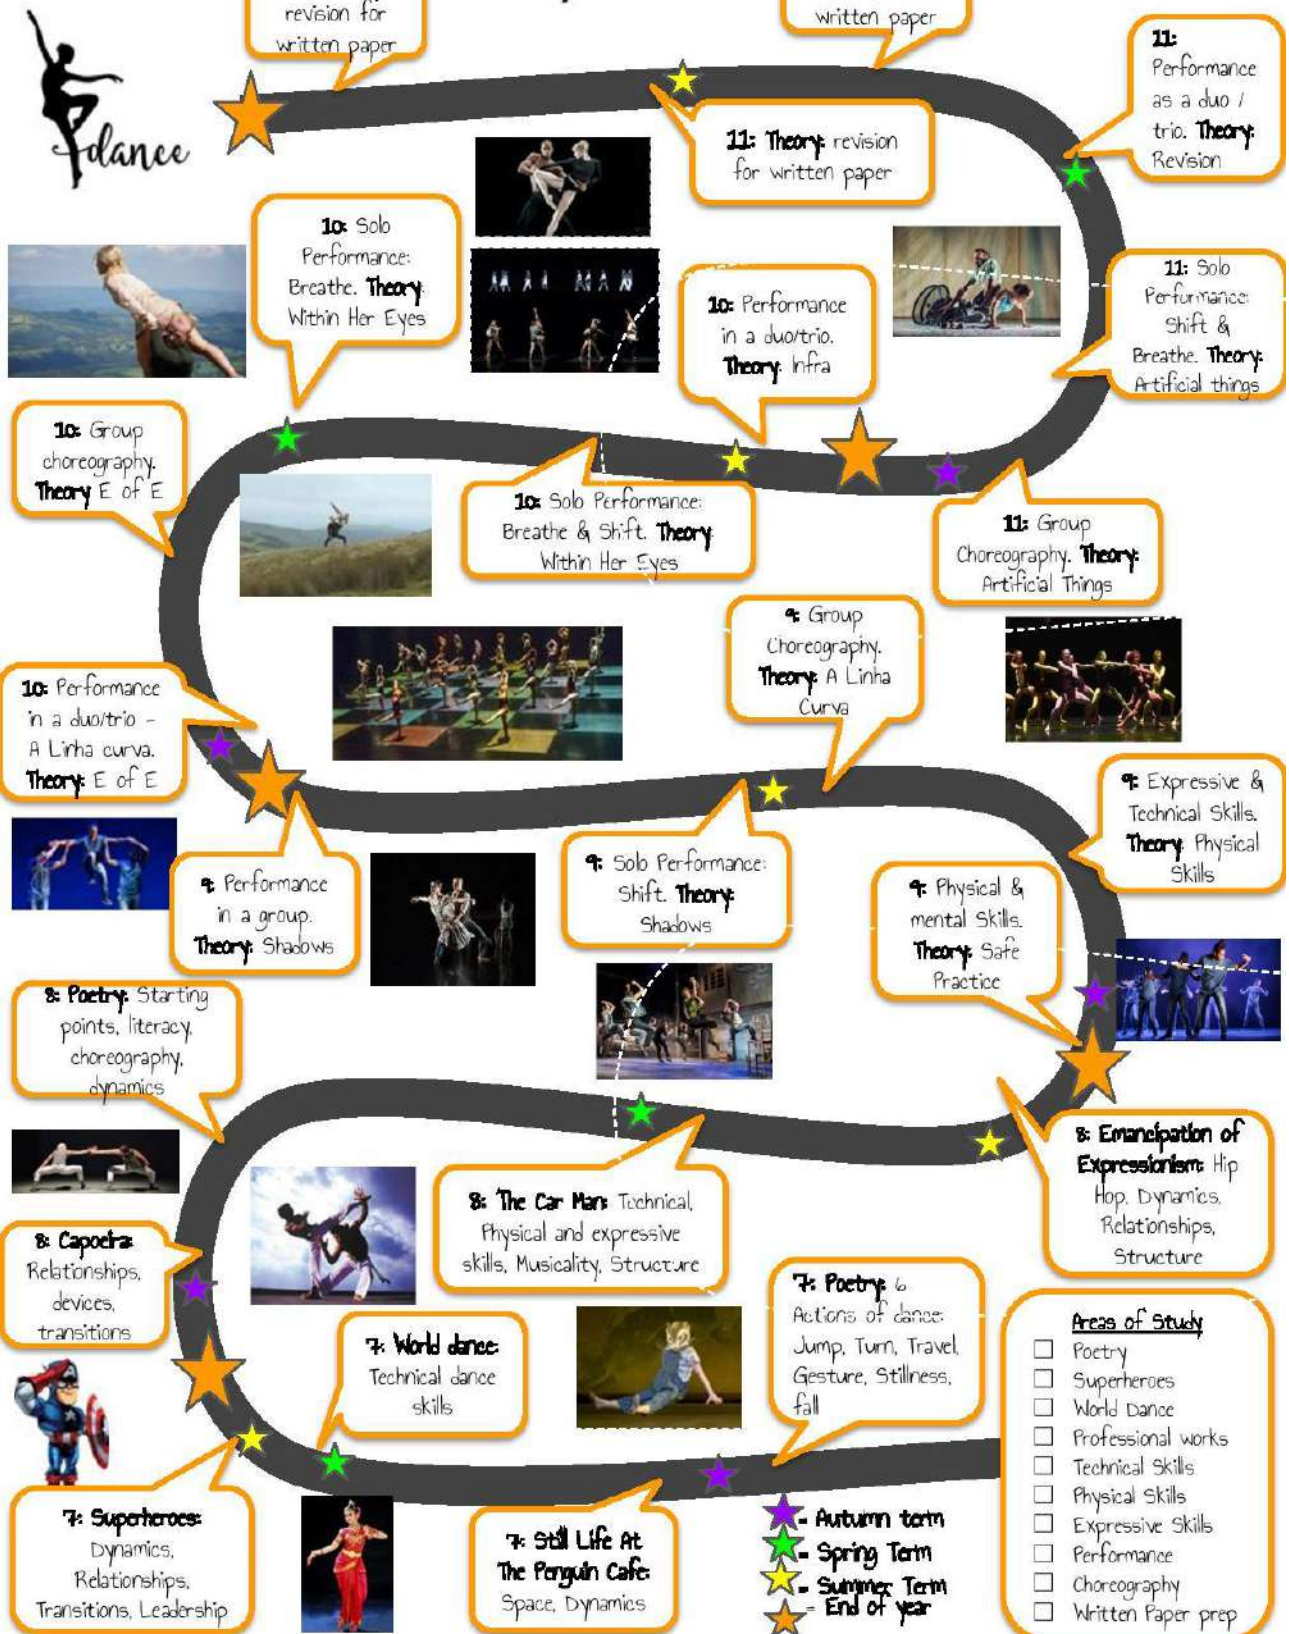 revision for
written paper
written paper
dance
11:
Performance
as a duo /
trio. Theory:
Revision
11: Theory: revision
for written paper
10: Solo
Performance:
Breathe. Theory:
Within Her Eyes
10: Performance
in a duo/trio.
Theory: Infra
11: Solo
Performance:
Shift &
Breathe. Theory:
Artificial things
10: Group
choreography.
Theory E of E
10: Solo Performance:
Breathe & Shift. Theory:
Within Her Eyes
11: Group
Choreography. Theory:
Artificial Things
9: Group
Choreography.
Theory: A Linha
Curva
10: Performance
in a duo/trio -
A Linha curva.
Theory: E of E
9: Expressive &
Technical Skills.
Theory: Physical
Skills
9: Performance
in a group.
Theory: Shadows
9: Solo Performance:
Shift. Theory:
Shadows
9: Physical &
mental Skills.
Theory: Safe
Practice
8: Poetry: Starting
points, literacy,
choreography,
dynamics
8: Emancipation of
Expressionism: Hip
Hop, Dynamics,
Relationships,
Structure
8: The Car Man: Technical,
Physical and expressive
skills, Musicality, Structure
8: Capoeira:
Relationships,
devices,
transitions
7: Poetry: 6
Actions of dance:
Jump, Turn, Travel,
Gesture, Stillness,
fall
7: World dance:
Technical dance
skills
7: Superheroes:
Dynamics,
Relationships,
Transitions, Leadership
7: Still Life At
The Penguin Cafe:
Space, Dynamics
= Autumn term
= Spring Term
= Summer Term
= End of year
Areas of Study
Poetry
Superheroes
World Dance
Professional works
Technical Skills
Physical Skills
Expressive Skills
Performance
Choreography
Written Paper prep